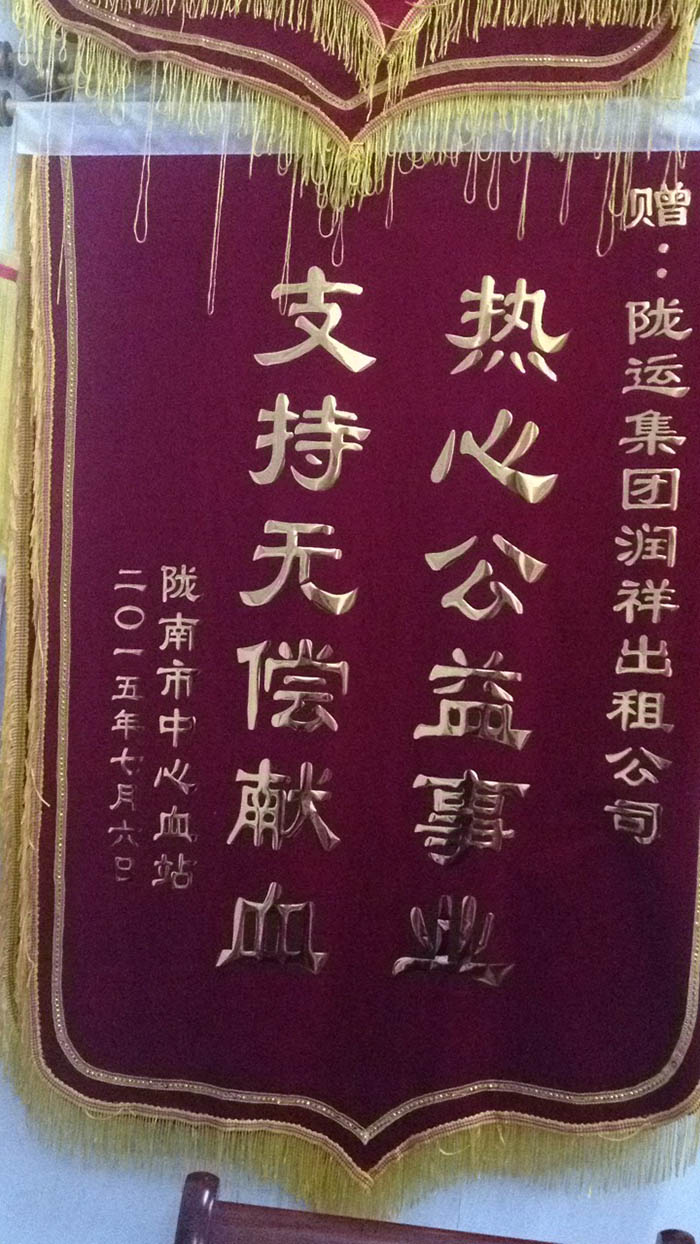 赠：陇运集团润祥出租公司
热心公益事业
支持无偿献血
陇南市中心血站
二〇一五年七月六日